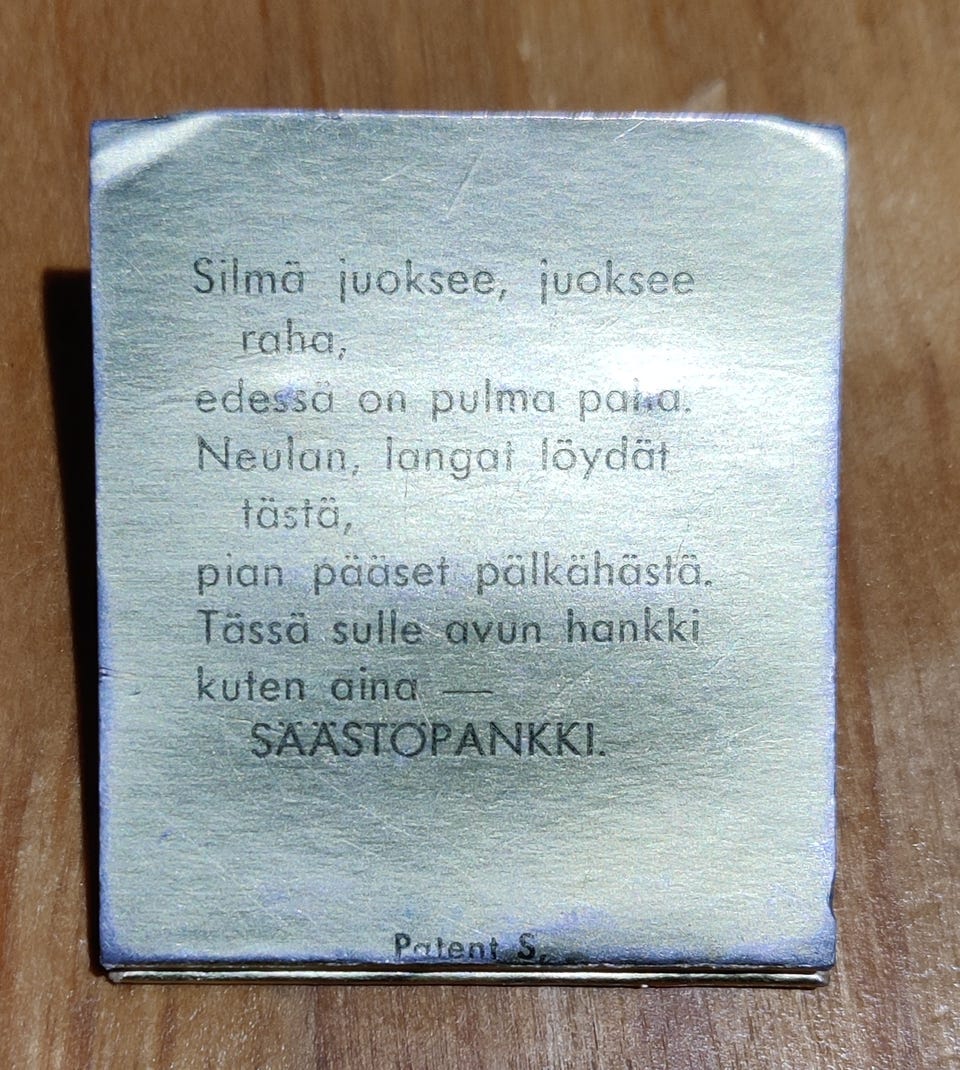 Silmä juoksee, juoksee
raha,
edessä on pulma paha.
Neulan, langat löydät
tästä,
pian pääset pälkähästä.
Tässä sulle avun hankki
kuten aina —
SÄÄSTÖPANKKI.
Patent S,